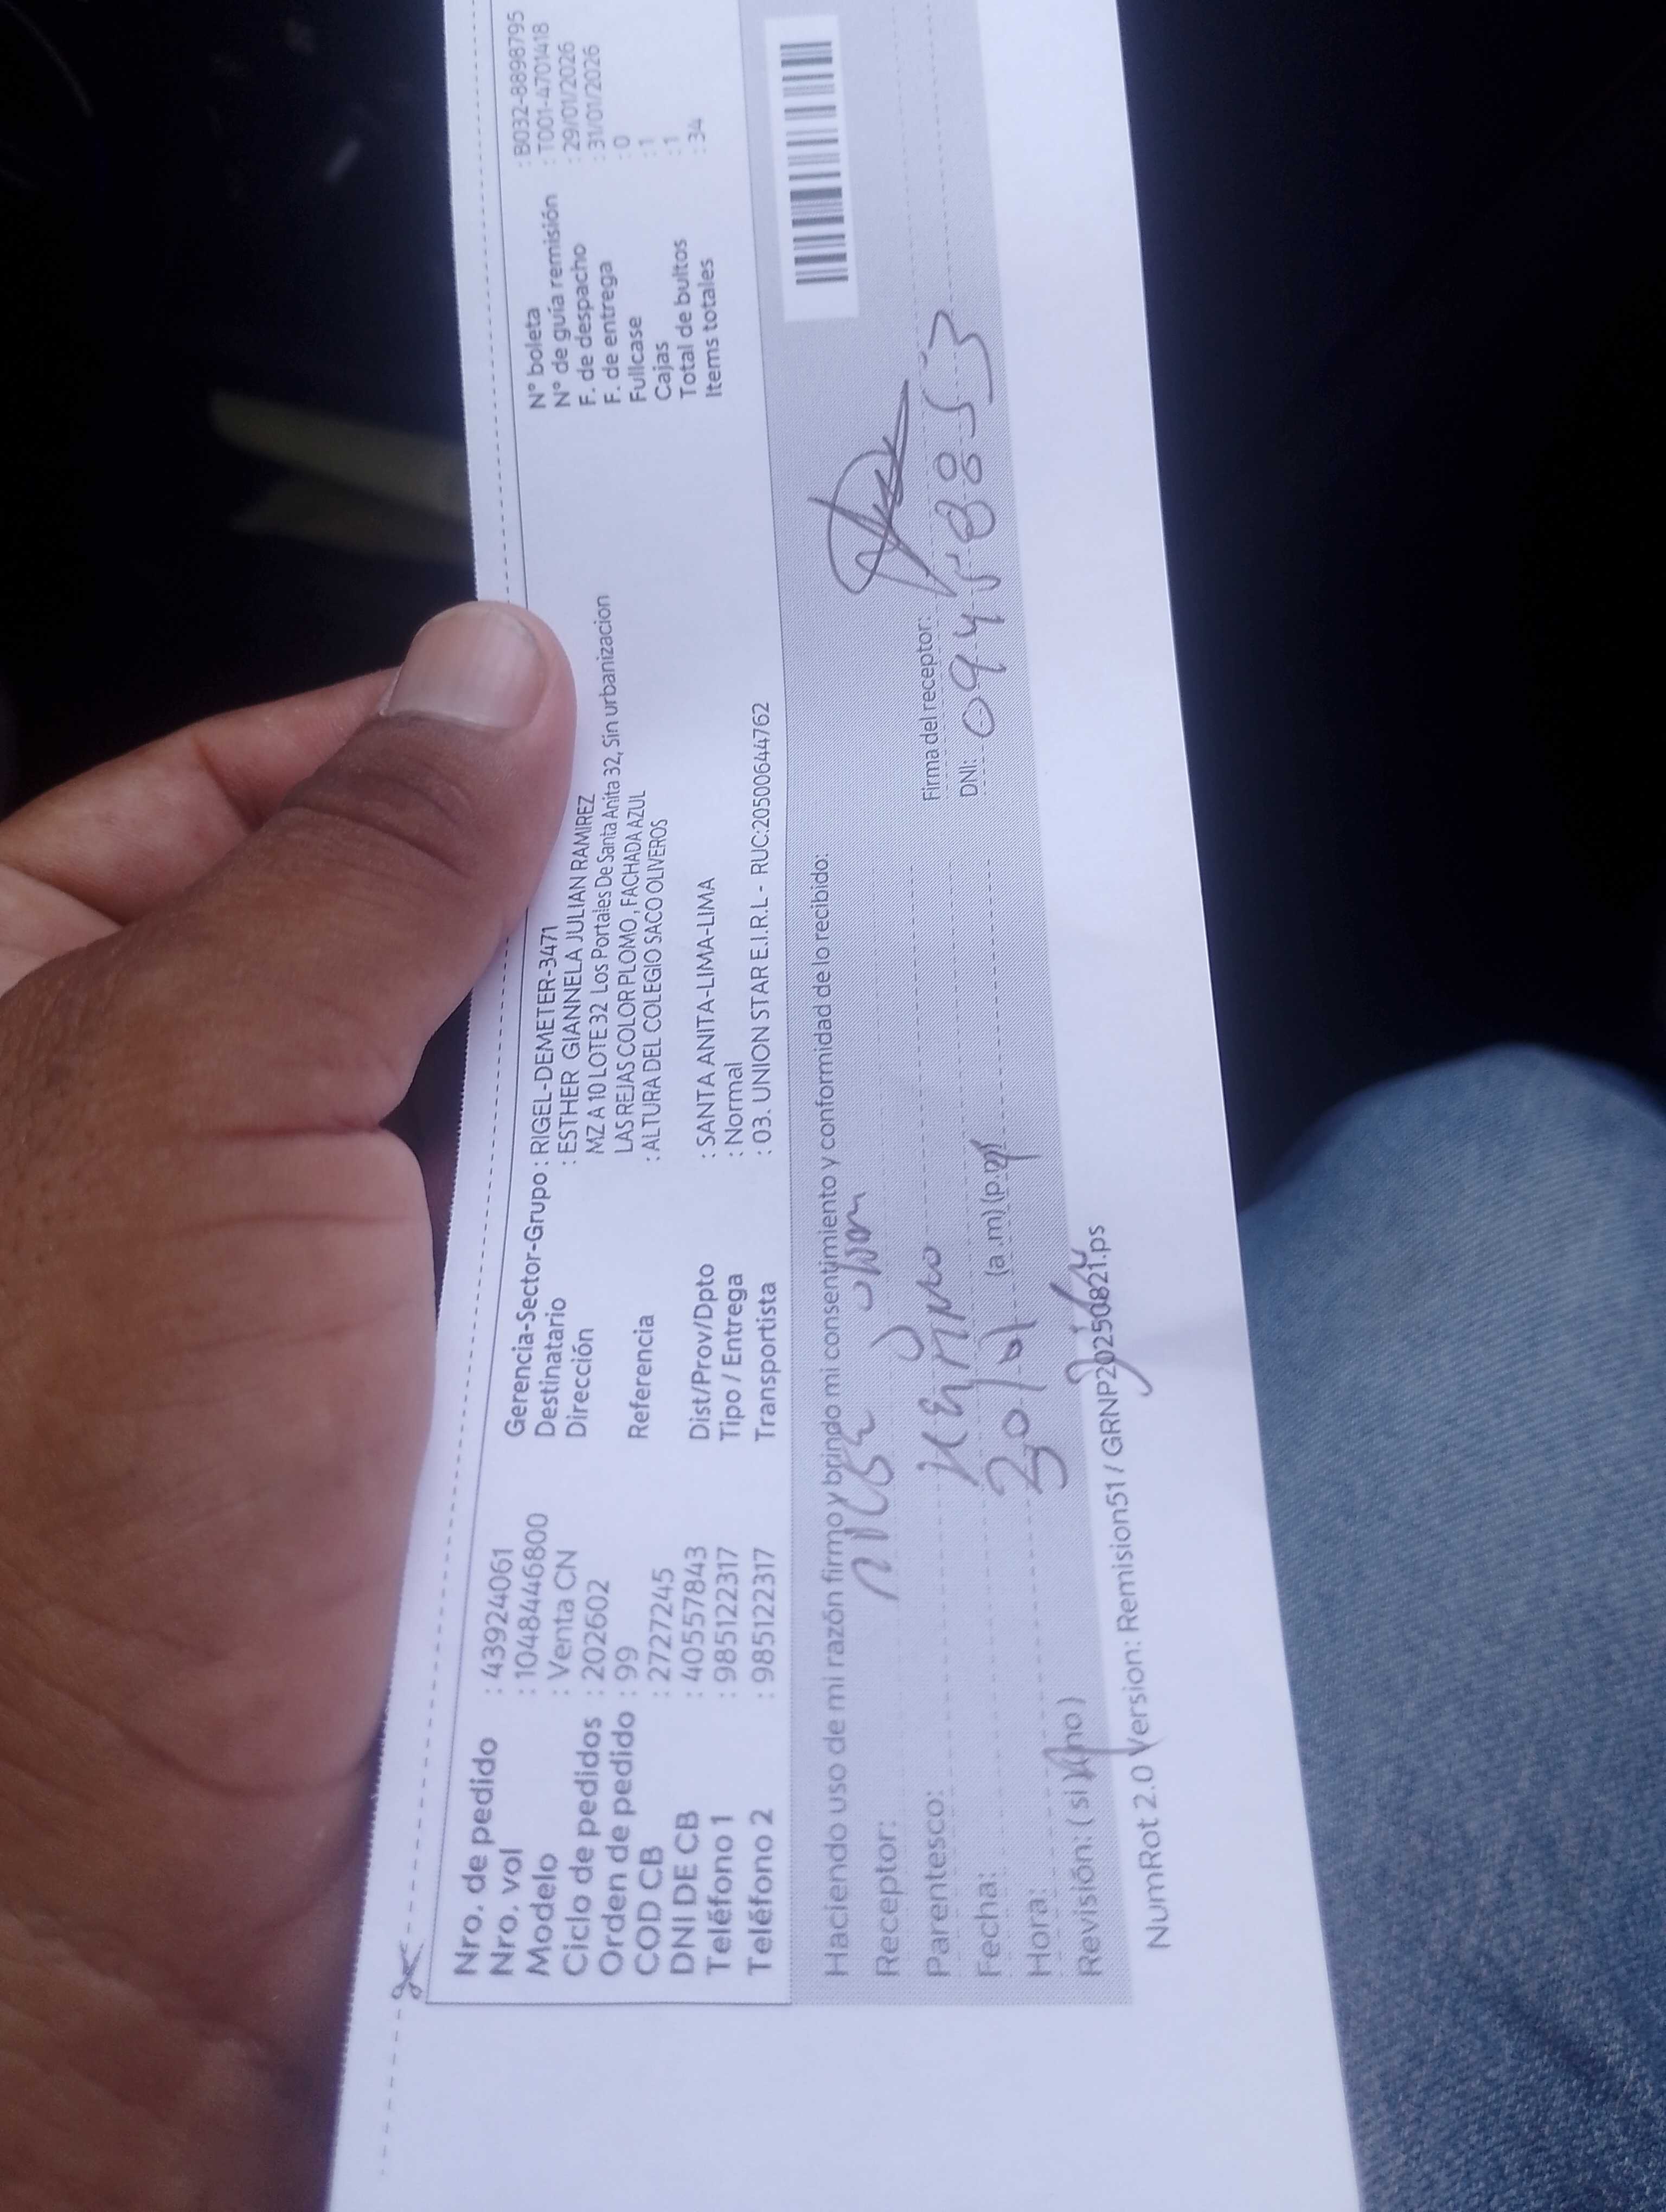 Nro. de pedido : 439924061
Nro. vol : 10484446800
Modelo : Venta CN
Ciclo de pedidos : 202602
Orden de pedido : 99
COD CB : 2727245
DNI DE CB : 40557843
Teléfono 1 : 985122317
Teléfono 2 : 985122317
Gerencia-Sector-Grupo : RIGEL-DEMETER-3471
Destinatario : ESTHER GIANNELA JULIAN RAMIREZ
Dirección MZ A 10 LOTE 32 Los Portales De Santa Anita 32, Sin urbanizacion
LAS REJAS COLOR PLOMO , FACHADA AZUL
Referencia : ALTURA DEL COLEGIO SACO OLIVEROS
Dist/Prov/Dpto : SANTA ANITA-LIMA-LIMA
Tipo / Entrega : Normal
Transportista : 03. UNION STAR E.I.R.L - RUC:20500644762
N° boleta : B032-8898795
N° de guía remisión : T001-4701418
F. de despacho : 29/01/2026
F. de entrega : 31/01/2026
Fullcase : 0
Cajas : 1
Total de bultos : 1
Items totales : 34
Haciendo uso de mi razón firmo y brindo mi consentimiento y conformidad de lo recibido:
Receptor:
Parentesco:
Firma del receptor:
Fecha: 30/01
DNI: 09458853
Hora: (a.m) (p.m)
Revisión: ( si ) ( no )
NumRot 2.0 Version: Remision51 / GRNP20250821.ps